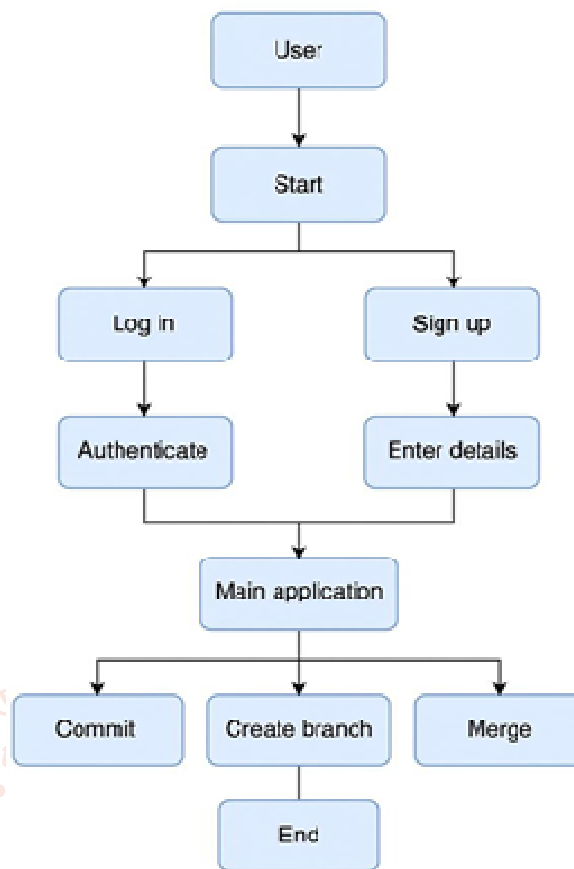 User
Start
Log in
Sign up
Authenticate
Enter details
Main application
Commit
Create branch
Merge
End